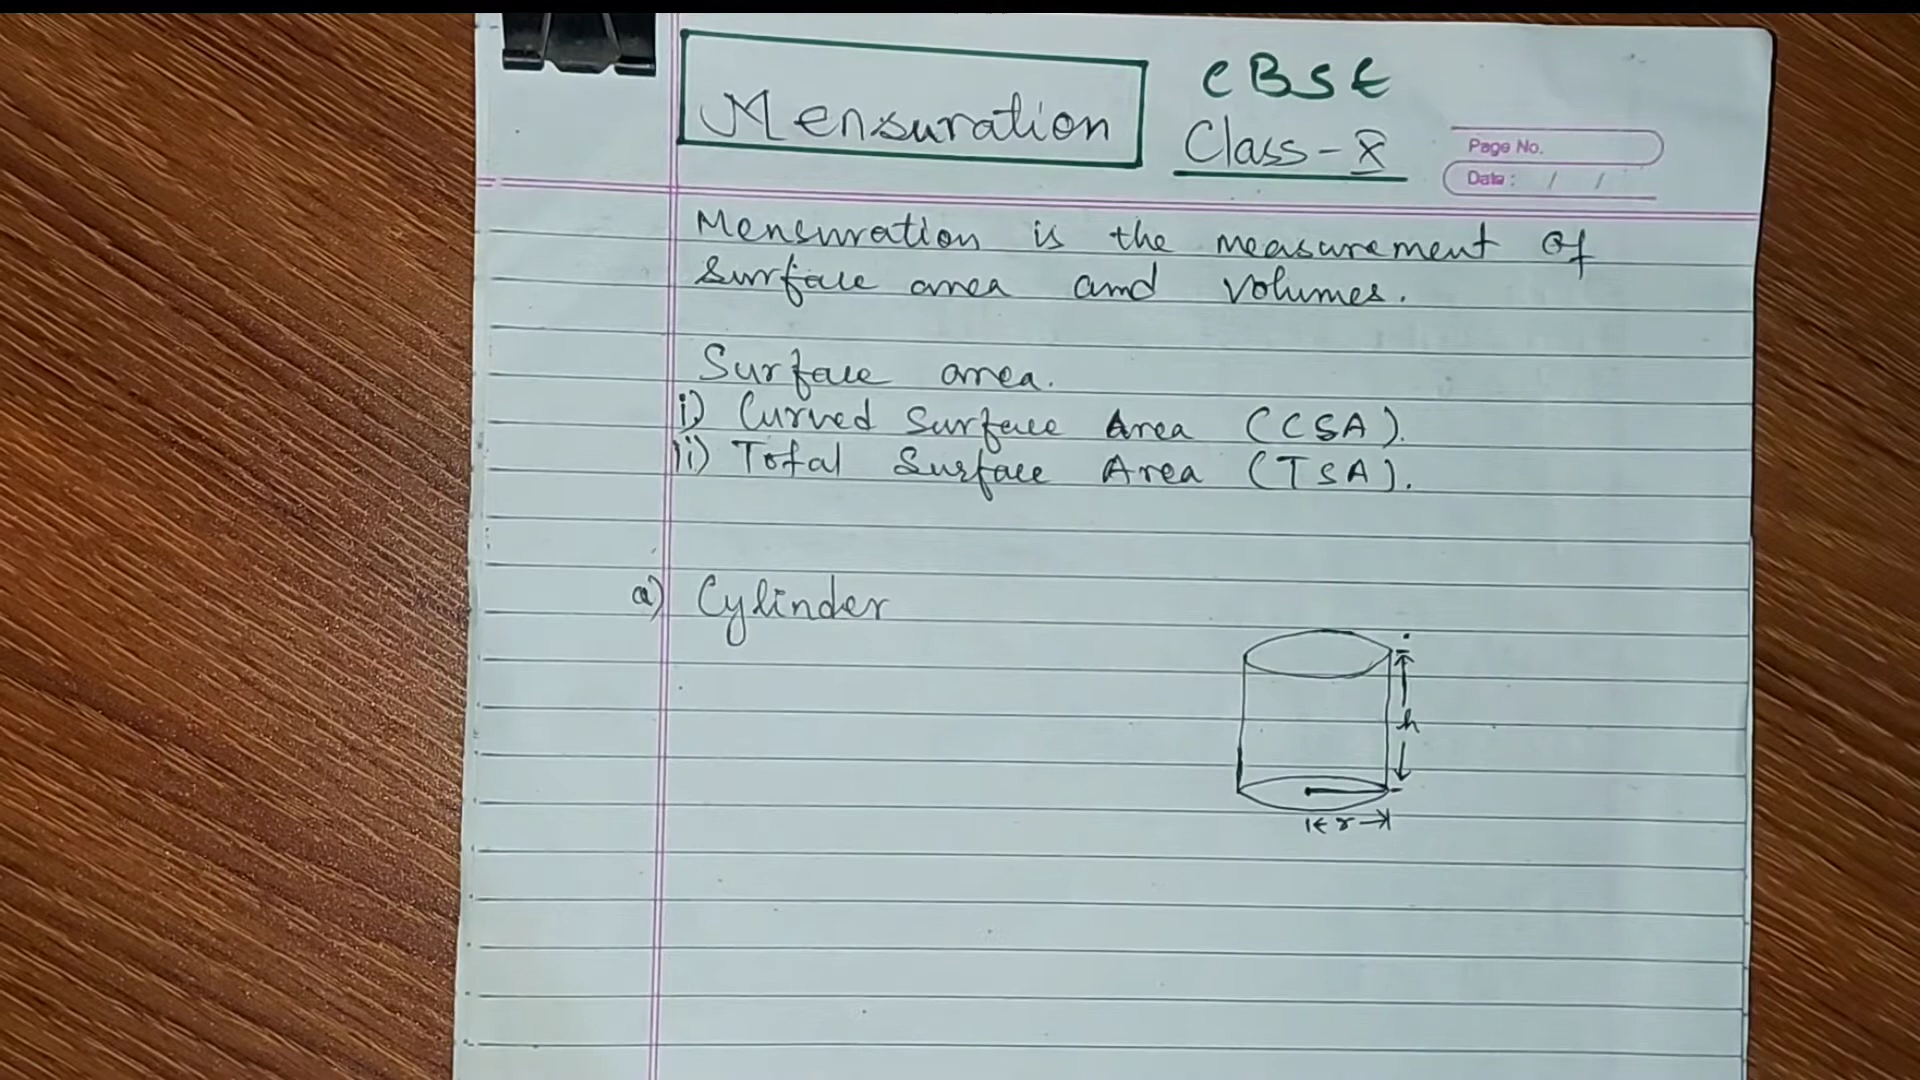 Mensuration
CBSE
Class-X
Page No.
Date : / /
Mensuration is the measurement of
surface area and volumes.
Surface area.
i) Curved Surface Area (CSA).
ii) Total Surface Area (TSA).
a) Cylinder
h
r